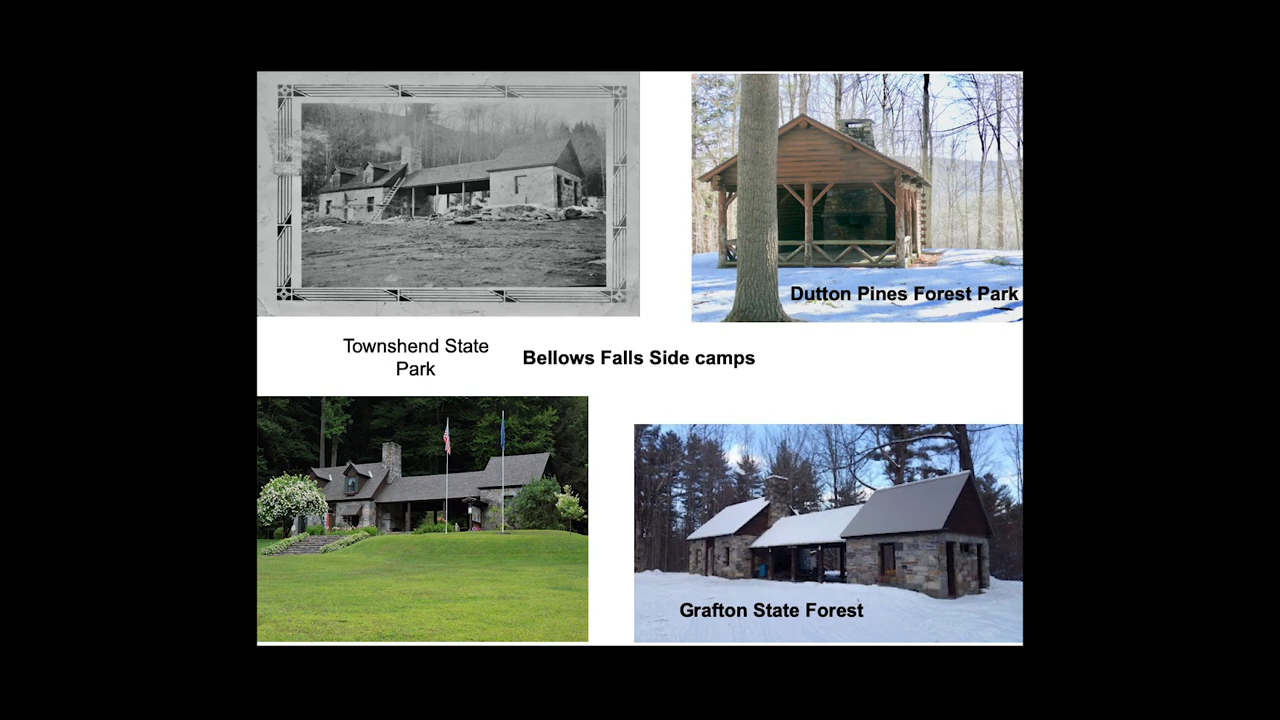 Dutton Pines Forest Park
Townshend State
Park
Bellows Falls Side camps
Grafton State Forest